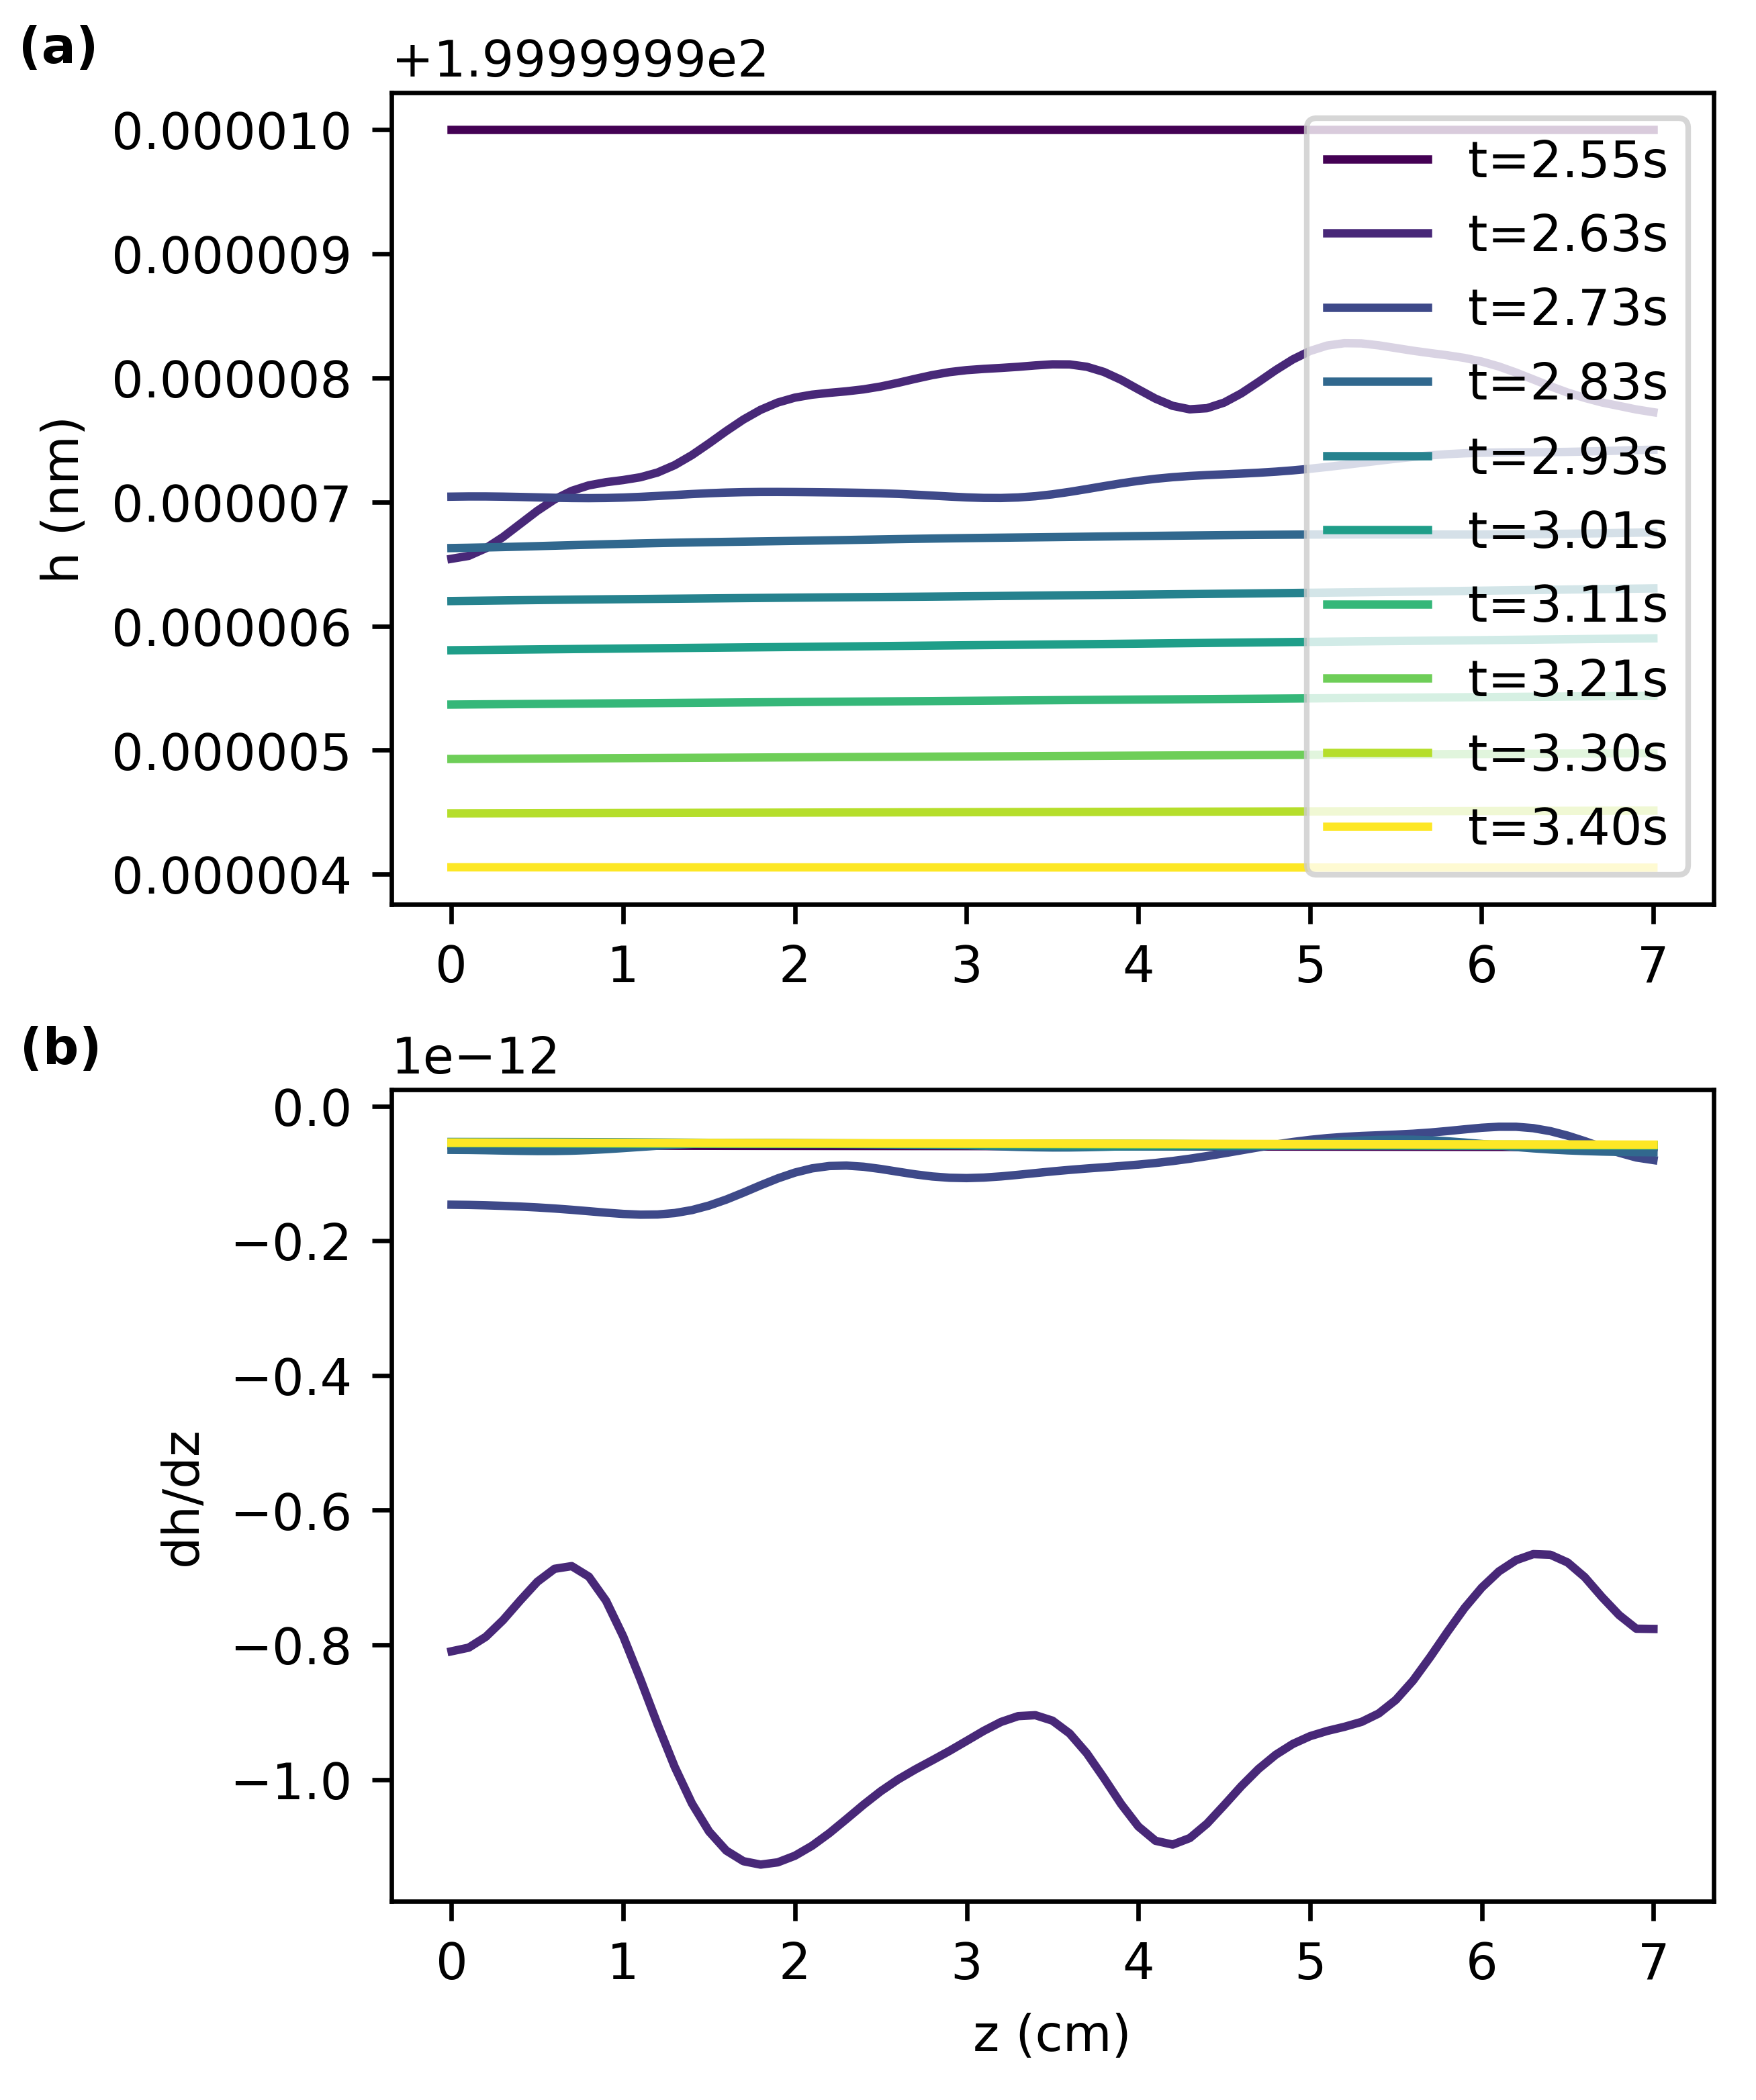 (a)
+1.9999999e2
0.000010
0.000009
0.000008
0.000007
0.000006
0.000005
0.000004
h (nm)
t=2.55s
t=2.63s
t=2.73s
t=2.83s
t=2.93s
t=3.01s
t=3.11s
t=3.21s
t=3.30s
t=3.40s
0 1 2 3 4 5 6 7
(b)
1e−12
0.0
−0.2
−0.4
−0.6
−0.8
−1.0
dh/dz
0 1 2 3 4 5 6 7
z (cm)